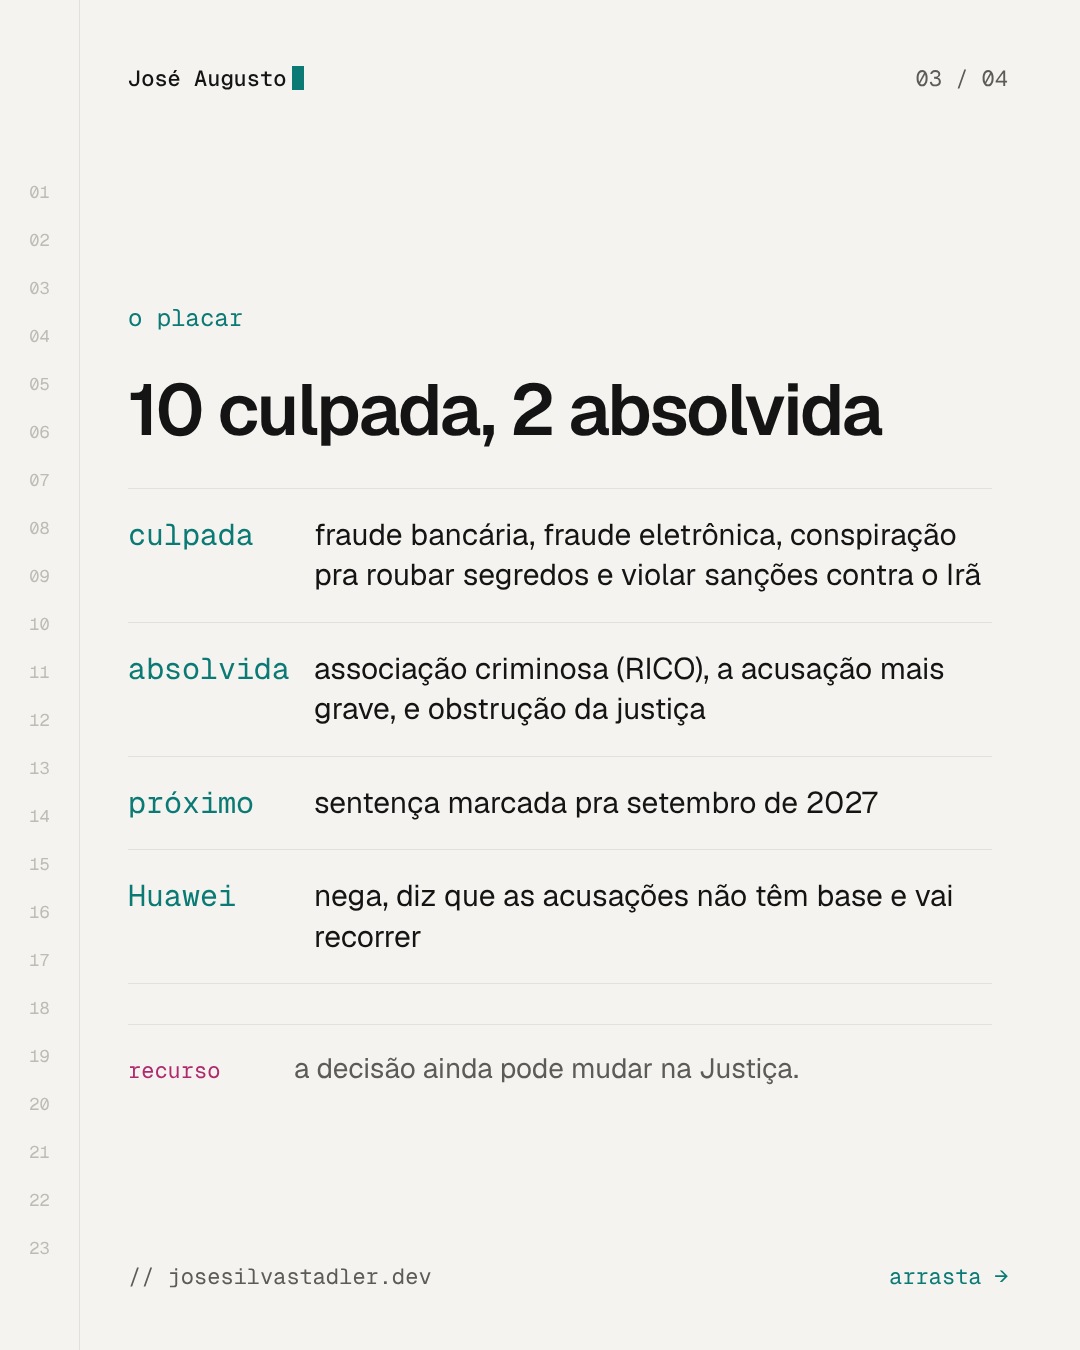 José Augusto
03 / 04
01
02
03
o placar
04
05
10 culpada, 2 absolvida
06
07
08
culpada fraude bancária, fraude eletrônica, conspiração
09
pra roubar segredos e violar sanções contra o Irã
10
11
absolvida associação criminosa (RICO), a acusação mais
12
grave, e obstrução da justiça
13
14
próximo sentença marcada pra setembro de 2027
15
16
Huawei nega, diz que as acusações não têm base e vai
recorrer
17
18
19
recurso a decisão ainda pode mudar na Justiça.
20
21
22
23
// josesilvastadler.dev
arrasta →